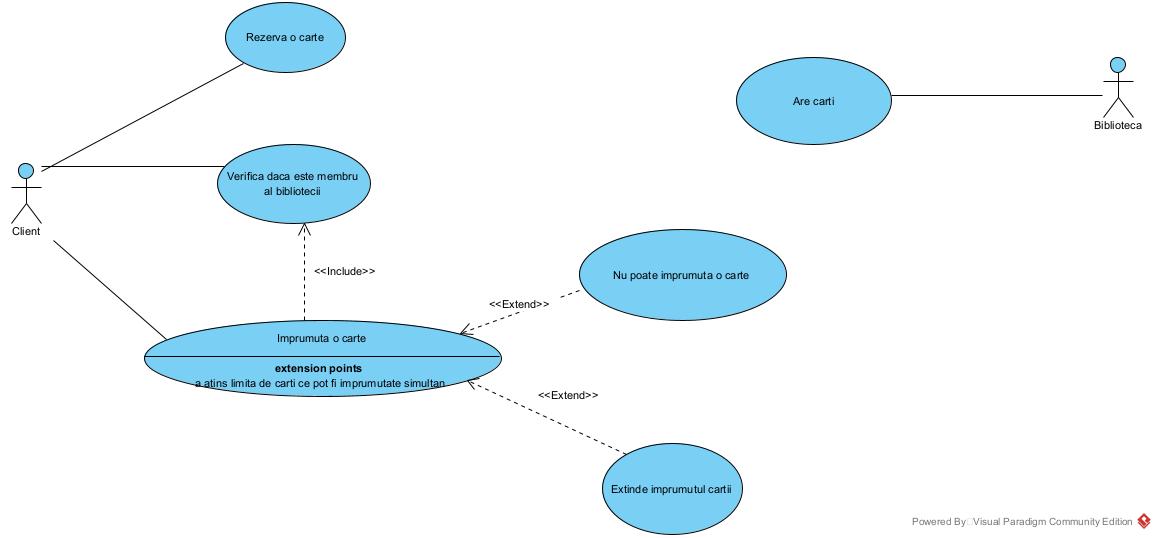 Rezerva o carte
Are carti
Biblioteca
Verifica daca este membru
al bibliotecii
Client
<<Include>>
Nu poate imprumuta o carte
<<Extend>>
Imprumuta o carte
extension points
a atins limita de carti ce pot fi imprumutate simultan
<<Extend>>
Extinde imprumutul cartii
Powered By Visual Paradigm Community Edition